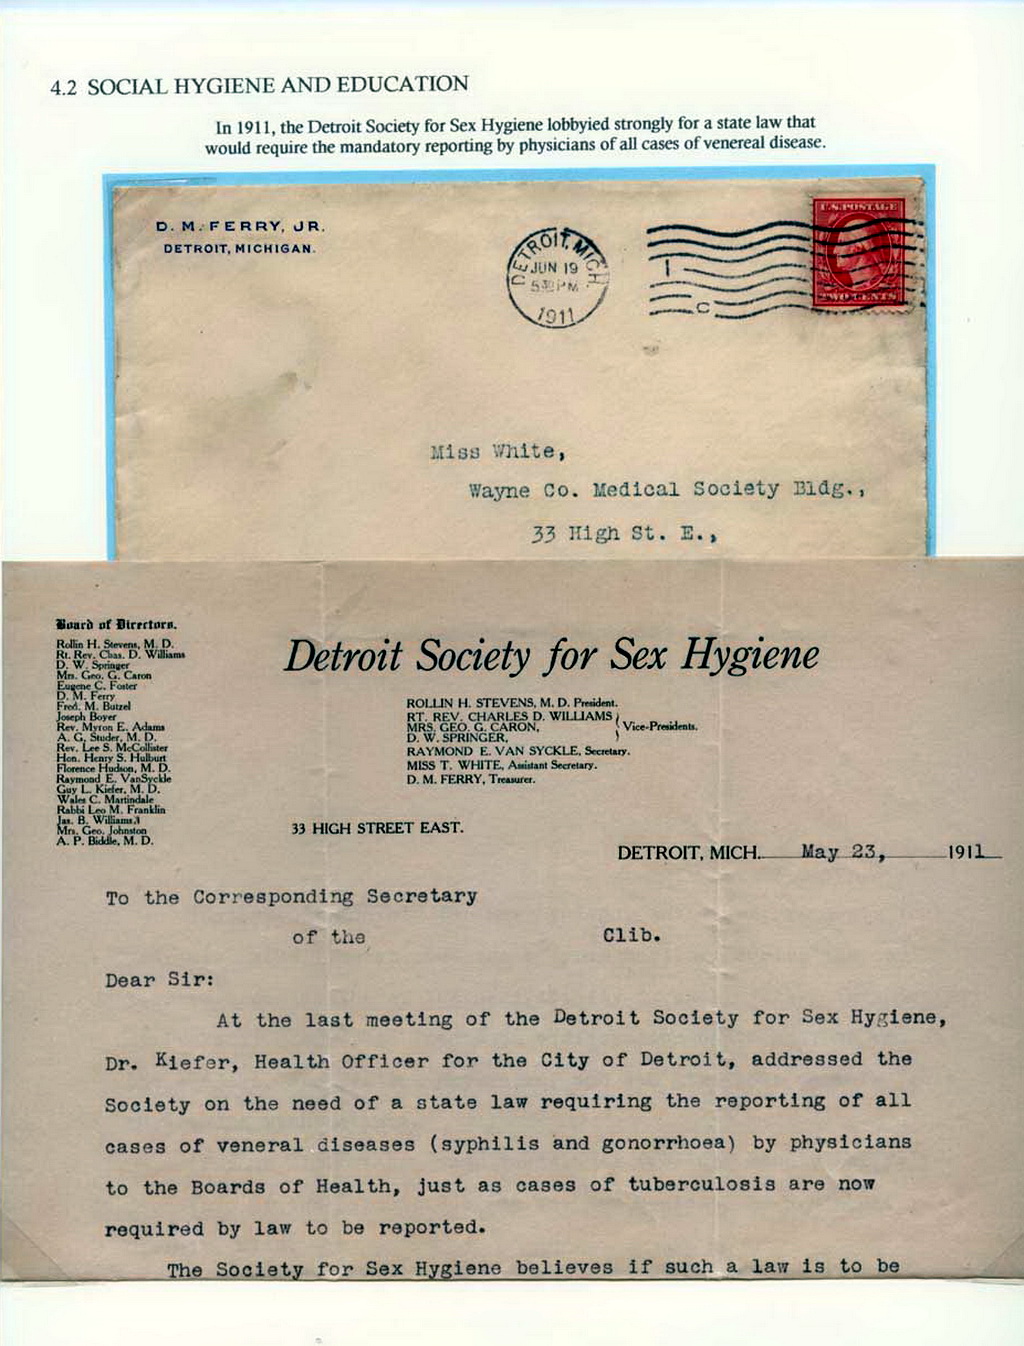 4.2 SOCIAL HYGIENE AND EDUCATION
In 1911, the Detroit Society for Sex Hygiene lobbyied strongly for a state law that
would require the mandatory reporting by physicians of all cases of venereal disease.
D. M. FERRY, JR.
DETROIT, MICHIGAN.
DETROIT, MICH.
JUN 19
5 30 PM
1911
1
C
U.S. POSTAGE
TWO CENTS
Miss White,
Wayne Co. Medical Society Bldg.,
33 High St. E.,
Board of Directors.
Rollin H. Stevens, M. D.
Rt. Rev. Chas. D. Williams
D. W. Springer
Mrs. Geo. G. Caron
Eugene C. Foster
D. M. Ferry
Fred. M. Butzel
Joseph Boyer
Rev. Myron E. Adams
A. G. Studer, M. D.
Rev. Lee S. McCollister
Hon. Henry S. Hulburt
Florence Hudson, M. D.
Raymond E. VanSyckle
Guy L. Kiefer, M. D.
Wales C. Martindale
Rabbi Leo M. Franklin
Jas. B. Williams,
Mrs. Geo. Johnston
A. P. Biddle, M. D.
Detroit Society for Sex Hygiene
ROLLIN H. STEVENS, M. D. President.
RT. REV. CHARLES D. WILLIAMS
MRS. GEO. G. CARON, Vice-Presidents.
D. W. SPRINGER,
RAYMOND E. VAN SYCKLE, Secretary.
MISS T. WHITE, Assistant Secretary.
D. M. FERRY, Treasurer.
33 HIGH STREET EAST.
DETROIT, MICH. May 23, 1911
To the Corresponding Secretary
of the Clib.
Dear Sir:
At the last meeting of the Detroit Society for Sex Hygiene,
Dr. Kiefer, Health Officer for the City of Detroit, addressed the
Society on the need of a state law requiring the reporting of all
cases of veneral diseases (syphilis and gonorrhoea) by physicians
to the Boards of Health, just as cases of tuberculosis are now
required by law to be reported.
The Society for Sex Hygiene believes if such a law is to be